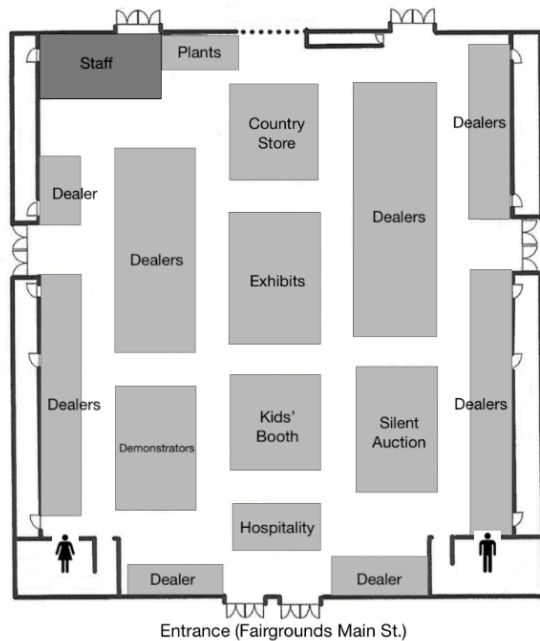 Staff
Plants
Country
Store
Dealers
Dealer
Dealers
Dealers
Exhibits
Dealers
Kids'
Booth
Silent
Auction
Dealers
Demonstrators
Hospitality
Dealer
Dealer
Entrance (Fairgrounds Main St.)